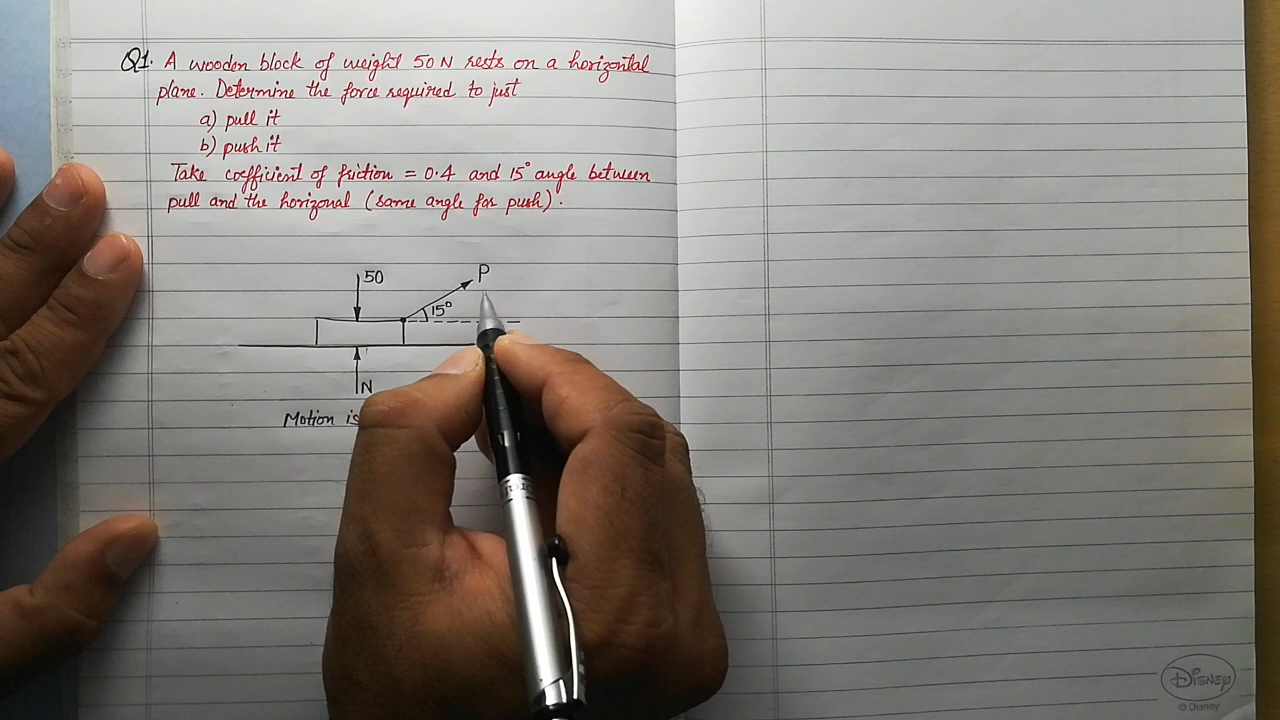 Q1. A wooden block of weight 50 N rests on a horizontal
plane. Determine the force required to just
a) pull it
b) push it
Take coefficient of friction = 0.4 and 15° angle between
pull and the horizonal (same angle for push).
50
P
15°
N
Motion is
DISNEY
© Disney